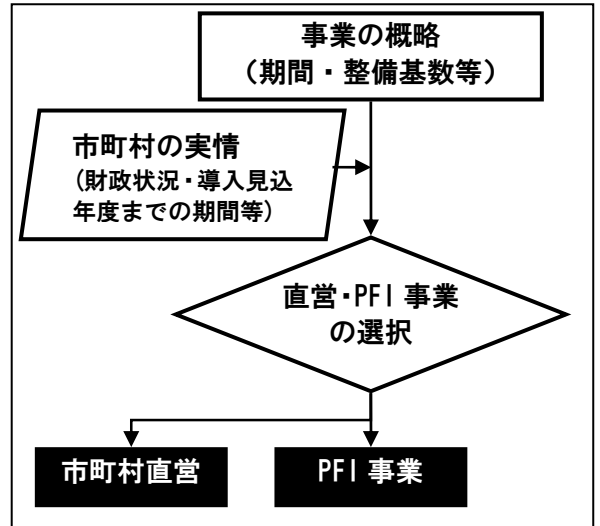 事業の概略
（期間・整備基数等）
市町村の実情
（財政状況・導入見込
年度までの期間等）
直営・PFI 事業
の選択
市町村直営
PFI 事業